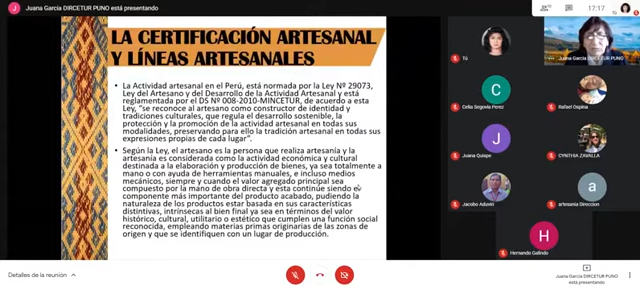 Juana Garcia DIRCETUR PUNO está presentando
17:17
LA CERTIFICACIÓN ARTESANAL
Y LÍNEAS ARTESANALES
• La Actividad artesanal en el Perú, está normada por la Ley Nº 29073,
Ley del Artesano y del Desarrollo de la Actividad Artesanal y está
reglamentada por el DS Nº 008-2010-MINCETUR, de acuerdo a esta
Ley, "se reconoce al artesano como constructor de identidad y
tradiciones culturales, que regula el desarrollo sostenible, la
protección y la promoción de la actividad artesanal en todas sus
modalidades, preservando para ello la tradición artesanal en todas sus
expresiones propias de cada lugar".
• Según la Ley, el artesano es la persona que realiza artesanía y la
artesanía es considerada como la actividad económica y cultural
destinada a la elaboración y producción de bienes, ya sea totalmente a
mano o con ayuda de herramientas manuales, e incluso medios
mecánicos, siempre y cuando el valor agregado principal sea
compuesto por la mano de obra directa y esta continúe siendo el
componente más importante del producto acabado, pudiendo la
naturaleza de los productos estar basada en sus características
distintivas, intrínsecas al bien final ya sea en términos del valor
histórico, cultural, utilitario o estético que cumplen una función social
reconocida, empleando materias primas originarias de las zonas de
origen y que se identifiquen con un lugar de producción.
Tú
Juana Garcia DIRCETUR PUNO
C
Celia Segovia Perez
Rafael Ospina
J
Juana Quispe
CYNTHIA ZAVALLA
Jacobo Aduviri
a
artesania Direccion
H
Hernando Galindo
Detalles de la reunión
Juana Garcia DIRCETUR PUNO
está presentando